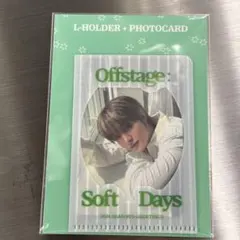 L-HOLDER + PHOTOCARD
Offstage:
Soft Days